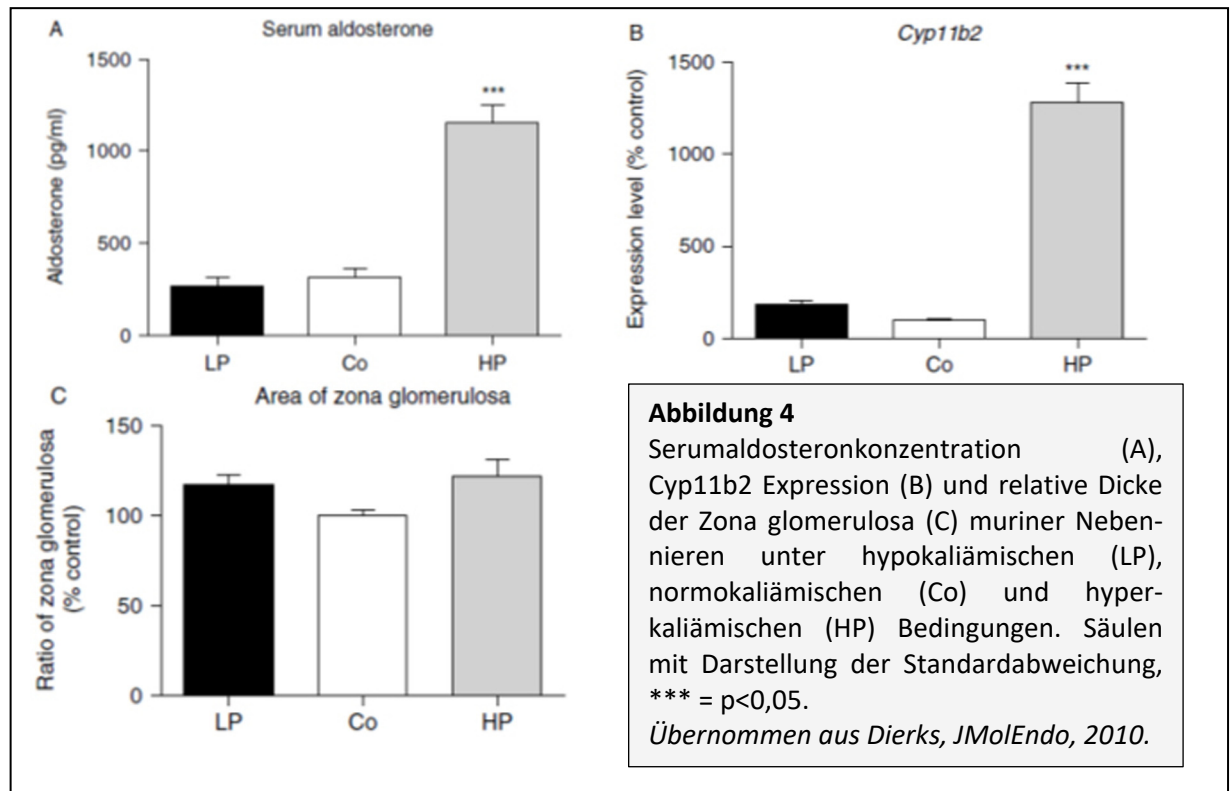 A
Serum aldosterone
1500
1000
500
0
Aldosterone (pg/ml)
***
LP Co HP
B
Cyp11b2
1500
1000
500
0
Expression level (% control)
***
LP Co HP
C
Area of zona glomerulosa
150
100
50
0
Ratio of zona glomerulosa
(% control)
LP Co HP
Abbildung 4
Serumaldosteronkonzentration (A),
Cyp11b2 Expression (B) und relative Dicke
der Zona glomerulosa (C) muriner Neben-
nieren unter hypokaliämischen (LP),
normokaliämischen (Co) und hyper-
kaliämischen (HP) Bedingungen. Säulen
mit Darstellung der Standardabweichung,
*** = p<0,05.
Übernommen aus Dierks, JMolEndo, 2010.